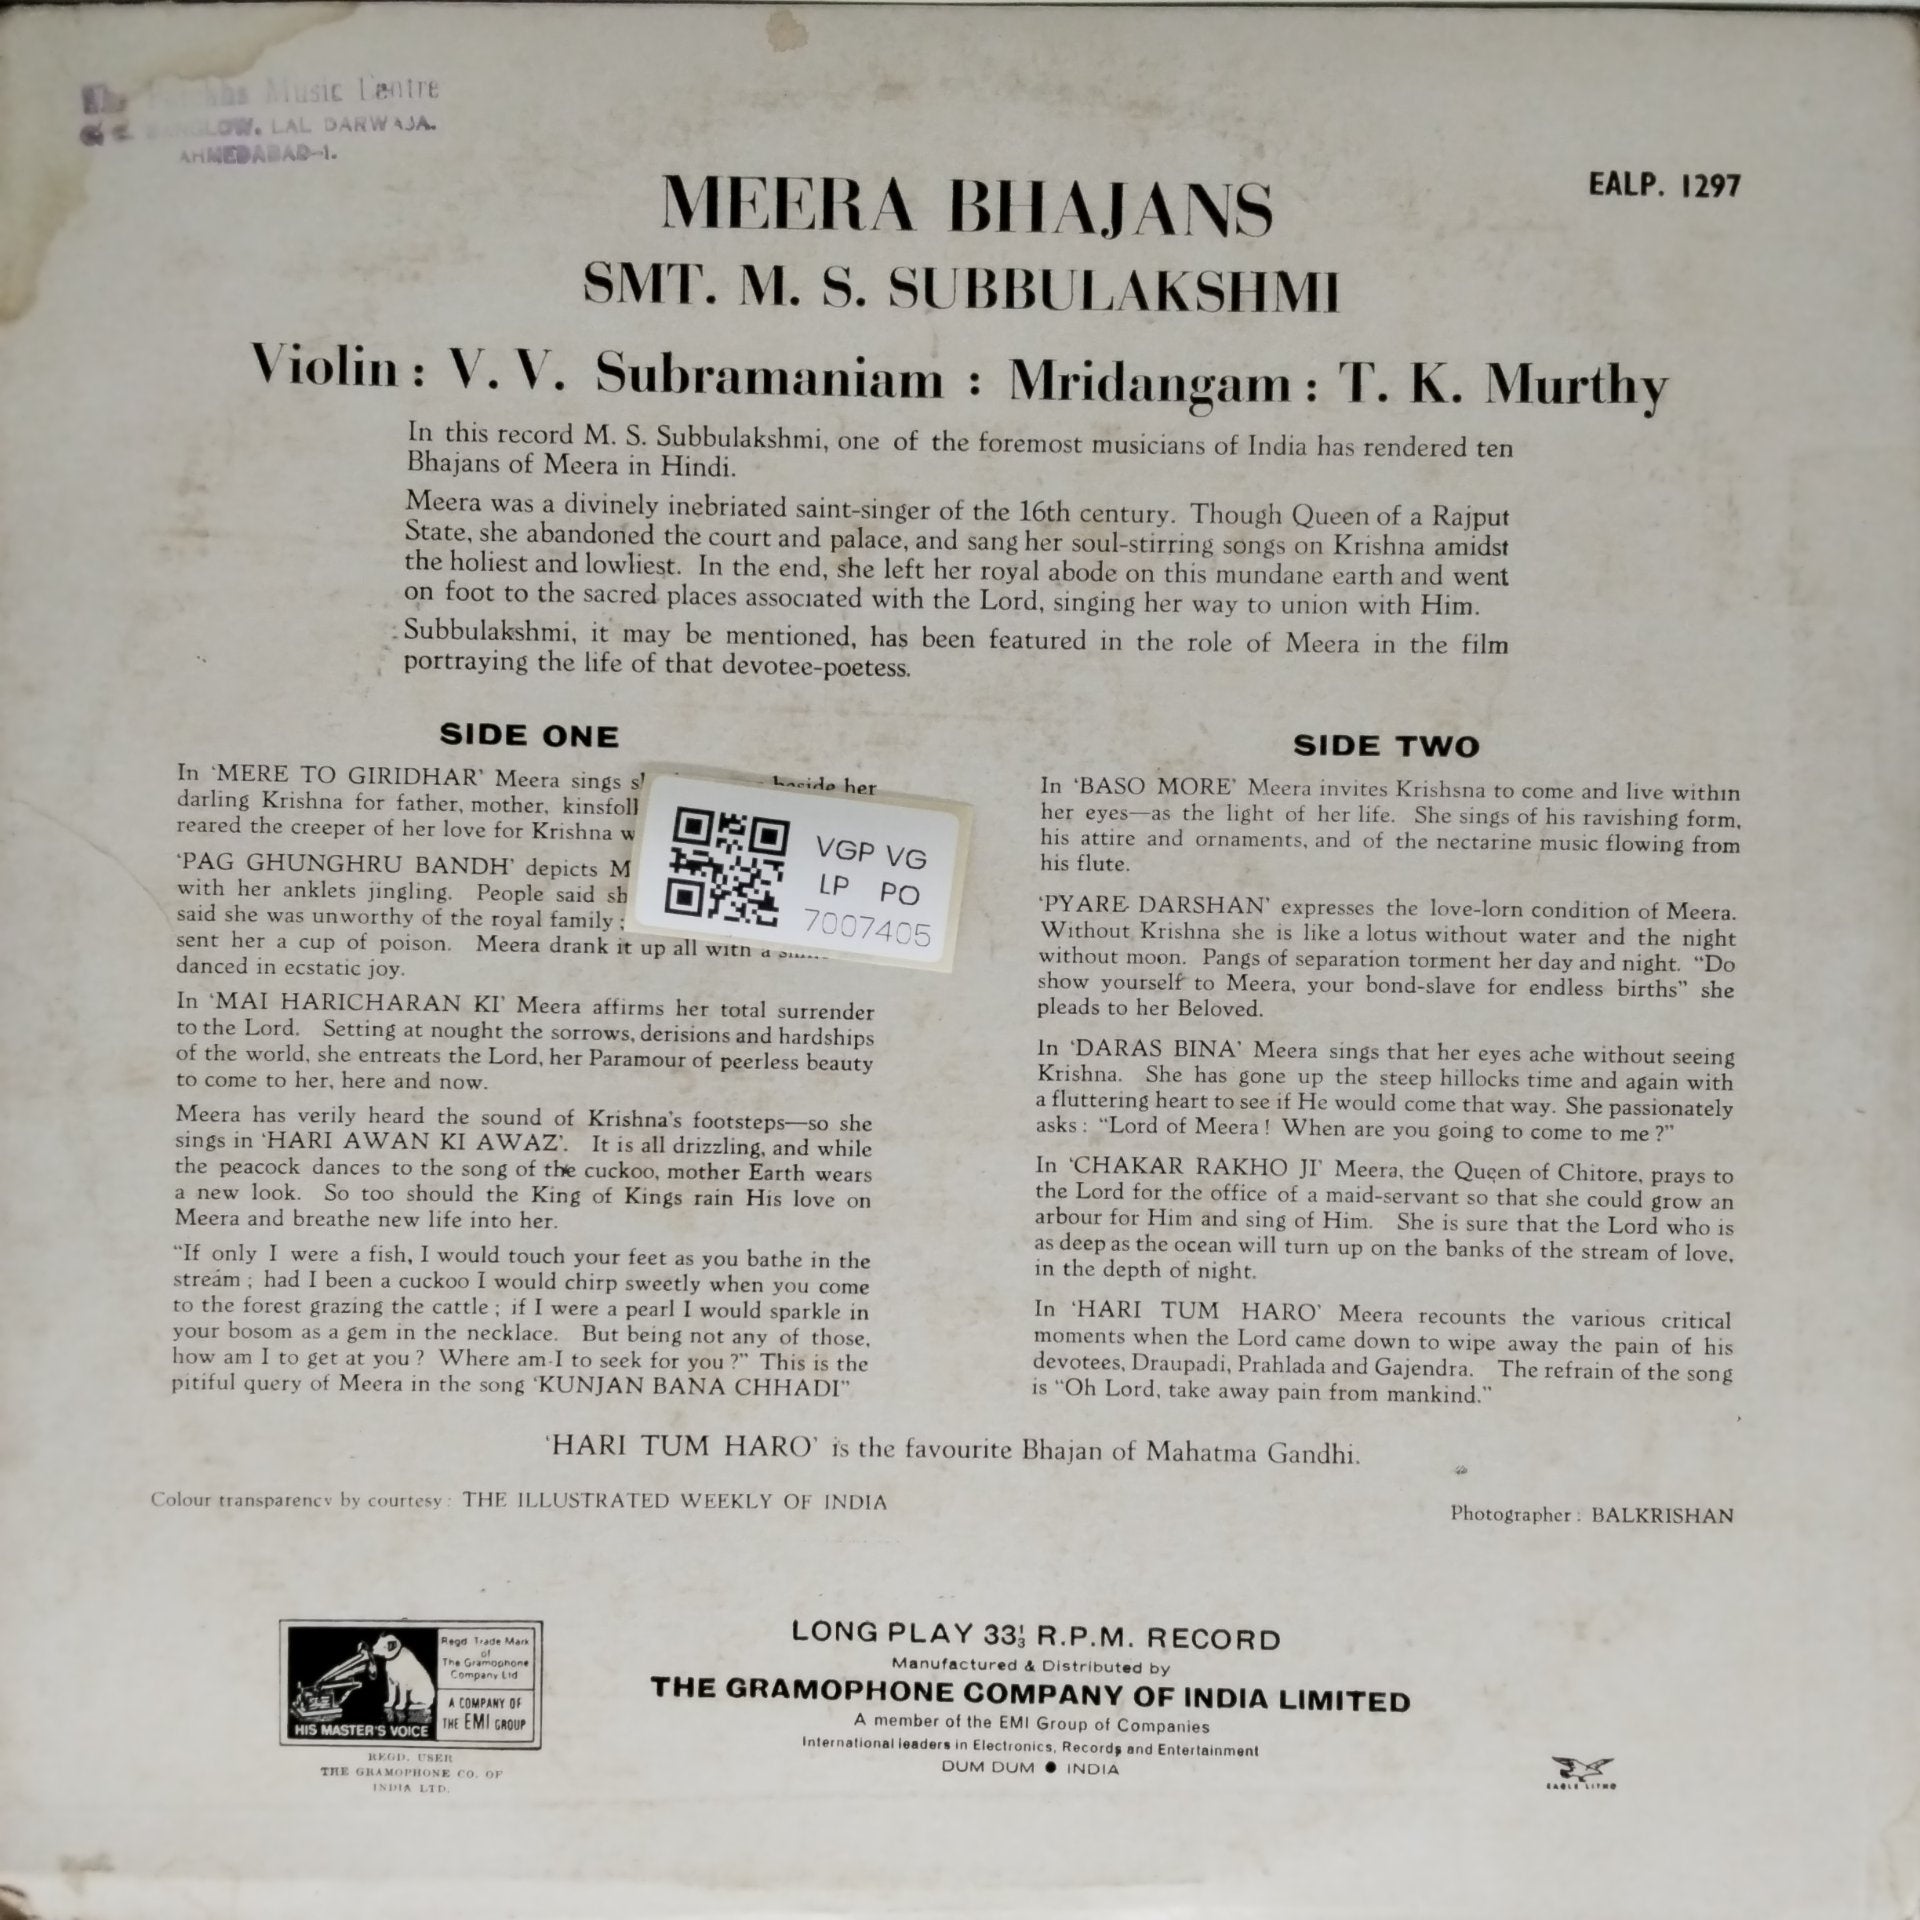 Music Centre
LAL DARWAJA.
AHMEDABAD-1.
EALP. 1297
MEERA BHAJANS
SMT. M. S. SUBBULAKSHMI
Violin : V. V. Subramaniam : Mridangam : T. K. Murthy
In this record M. S. Subbulakshmi, one of the foremost musicians of India has rendered ten
Bhajans of Meera in Hindi.
Meera was a divinely inebriated saint-singer of the 16th century. Though Queen of a Rajput
State, she abandoned the court and palace, and sang her soul-stirring songs on Krishna amidst
the holiest and lowliest. In the end, she left her royal abode on this mundane earth and went
on foot to the sacred places associated with the Lord, singing her way to union with Him.
Subbulakshmi, it may be mentioned, has been featured in the role of Meera in the film
portraying the life of that devotee-poetess.
SIDE ONE
In ‘MERE TO GIRIDHAR’ Meera sings beside her
darling Krishna for father, mother,
reared the creeper of her love for Krishna
‘PAG GHUNGHRU BANDH’ depicts
with her anklets jingling. People said
said she was unworthy of the royal family ;
sent her a cup of poison. Meera drank it up all with a
danced in ecstatic joy.
In ‘MAI HARICHARAN KI’ Meera affirms her total surrender
to the Lord. Setting at nought the sorrows, derisions and hardships
of the world, she entreats the Lord, her Paramour of peerless beauty
to come to her, here and now.
Meera has verily heard the sound of Krishna's footsteps—so she
sings in ‘HARI AWAN KI AWAZ’. It is all drizzling, and while
the peacock dances to the song of the cuckoo, mother Earth wears
a new look. So too should the King of Kings rain His love on
Meera and breathe new life into her.
“If only I were a fish, I would touch your feet as you bathe in the
stream ; had I been a cuckoo I would chirp sweetly when you come
to the forest grazing the cattle ; if I were a pearl I would sparkle in
your bosom as a gem in the necklace. But being not any of those,
how am I to get at you ? Where am I to seek for you ?” This is the
pitiful query of Meera in the song ‘KUNJAN BANA CHHADI”
VGP VG
LP PO
7007405
SIDE TWO
In ‘BASO MORE’ Meera invites Krishsna to come and live within
her eyes—as the light of her life. She sings of his ravishing form,
his attire and ornaments, and of the nectarine music flowing from
his flute.
‘PYARE DARSHAN’ expresses the love-lorn condition of Meera.
Without Krishna she is like a lotus without water and the night
without moon. Pangs of separation torment her day and night. “Do
show yourself to Meera, your bond-slave for endless births” she
pleads to her Beloved.
In ‘DARAS BINA’ Meera sings that her eyes ache without seeing
Krishna. She has gone up the steep hillocks time and again with
a fluttering heart to see if He would come that way. She passionately
asks : “Lord of Meera ! When are you going to come to me ?”
In ‘CHAKAR RAKHO JI’ Meera, the Queen of Chitore, prays to
the Lord for the office of a maid-servant so that she could grow an
arbour for Him and sing of Him. She is sure that the Lord who is
as deep as the ocean will turn up on the banks of the stream of love,
in the depth of night.
In ‘HARI TUM HARO’ Meera recounts the various critical
moments when the Lord came down to wipe away the pain of his
devotees, Draupadi, Prahlada and Gajendra. The refrain of the song
is “Oh Lord, take away pain from mankind.”
‘HARI TUM HARO’ is the favourite Bhajan of Mahatma Gandhi.
Colour transparency by courtesy : THE ILLUSTRATED WEEKLY OF INDIA
Photographer : BALKRISHAN
HIS MASTER'S VOICE
Regd Trade Mark
of
The Gramophone
Company Ltd
A COMPANY OF
THE EMI GROUP
REGD. USER
THE GRAMOPHONE CO. OF
INDIA LTD.
LONG PLAY 33⅓ R.P.M. RECORD
Manufactured & Distributed by
THE GRAMOPHONE COMPANY OF INDIA LIMITED
A member of the EMI Group of Companies
International leaders in Electronics, Records and Entertainment
DUM DUM ● INDIA
EAGLE LITHO